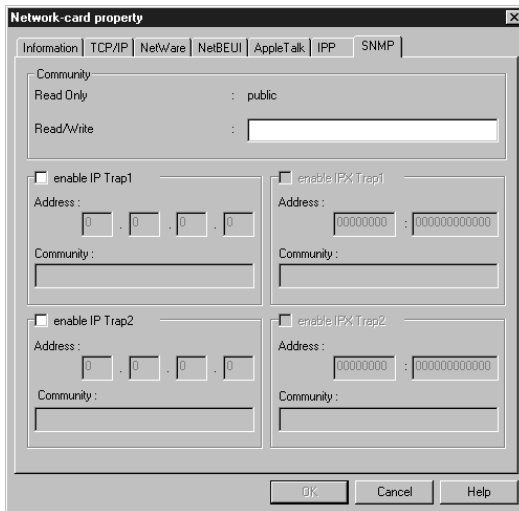 Network-card property
Information TCP/IP NetWare NetBEUI AppleTalk IPP SNMP
Community
Read Only : public
Read/Write :
enable IP Trap1
Address :
0 . 0 . 0 . 0
Community :
enable IPX Trap1
Address :
00000000 : 000000000000
Community :
enable IP Trap2
Address :
0 . 0 . 0 . 0
Community :
enable IPX Trap2
Address :
00000000 : 000000000000
Community :
OK Cancel Help